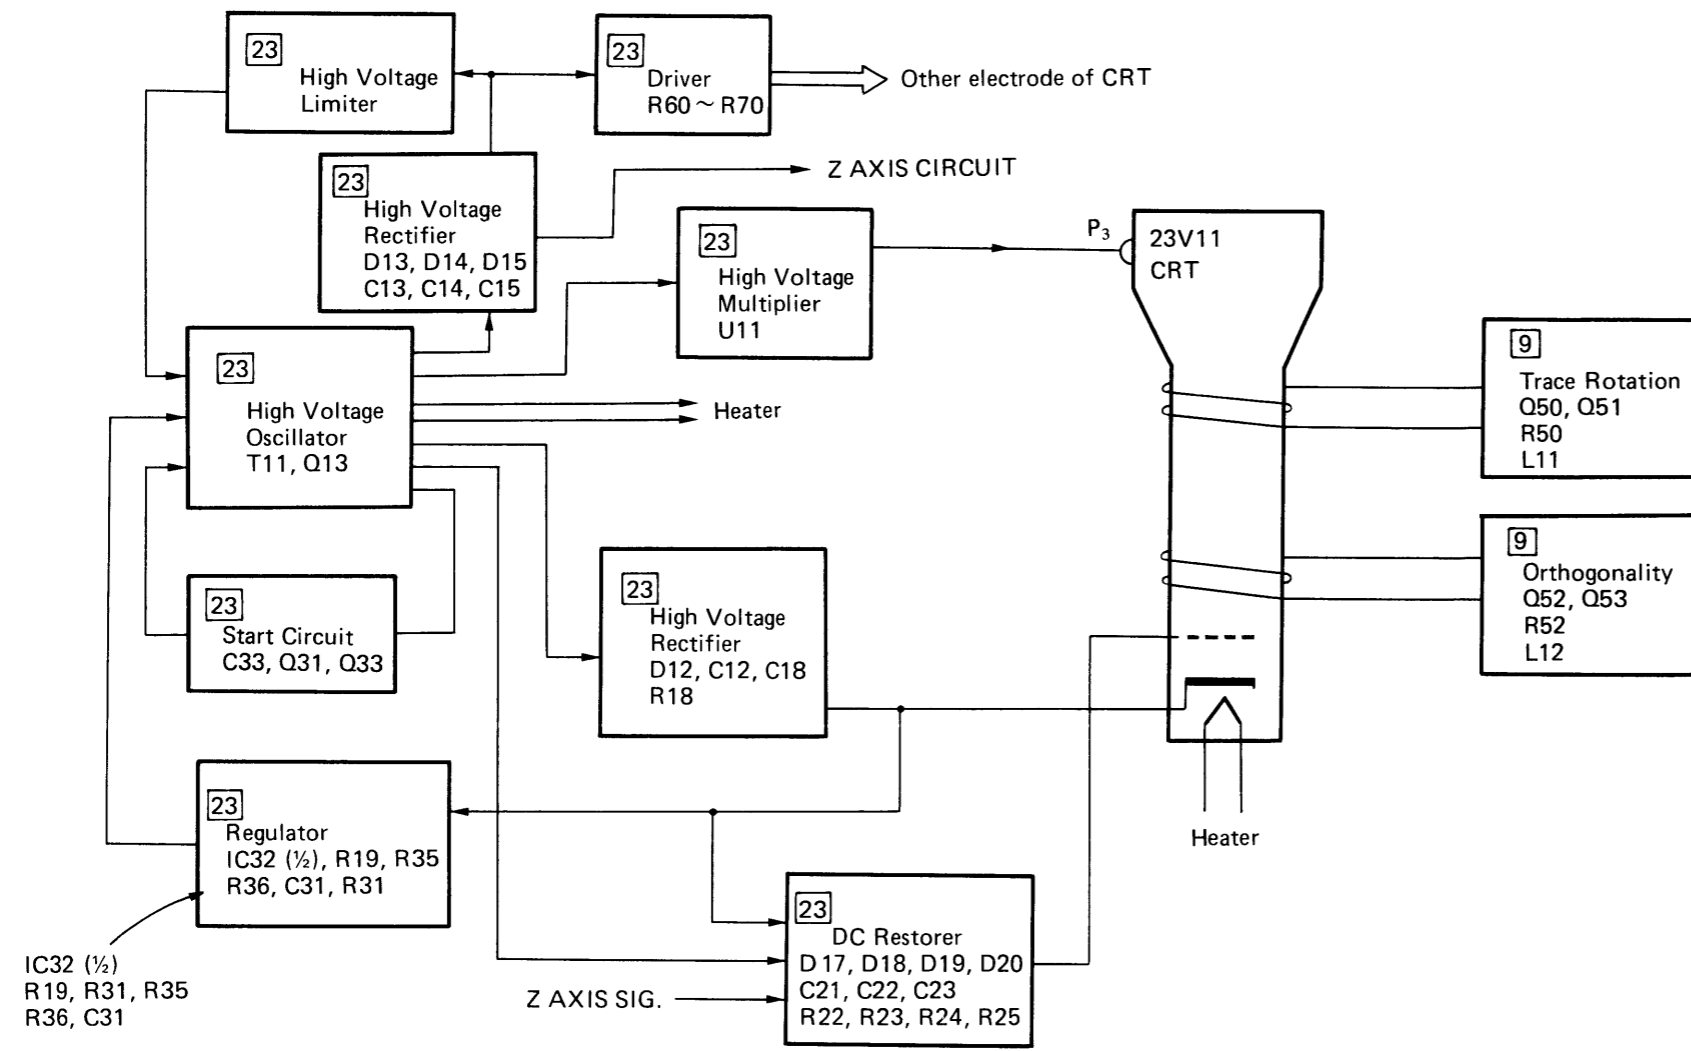 23
High Voltage
Limiter
23
Driver
R60 ~ R70
Other electrode of CRT
23
High Voltage
Rectifier
D13, D14, D15
C13, C14, C15
Z AXIS CIRCUIT
23
High Voltage
Multiplier
U11
P3
23V11
CRT
23
High Voltage
Oscillator
T11, Q13
Heater
9
Trace Rotation
Q50, Q51
R50
L11
9
Orthogonality
Q52, Q53
R52
L12
23
Start Circuit
C33, Q31, Q33
23
High Voltage
Rectifier
D12, C12, C18
R18
Heater
23
Regulator
IC32 (½), R19, R35
R36, C31, R31
IC32 (½)
R19, R31, R35
R36, C31
23
DC Restorer
D17, D18, D19, D20
C21, C22, C23
R22, R23, R24, R25
Z AXIS SIG.